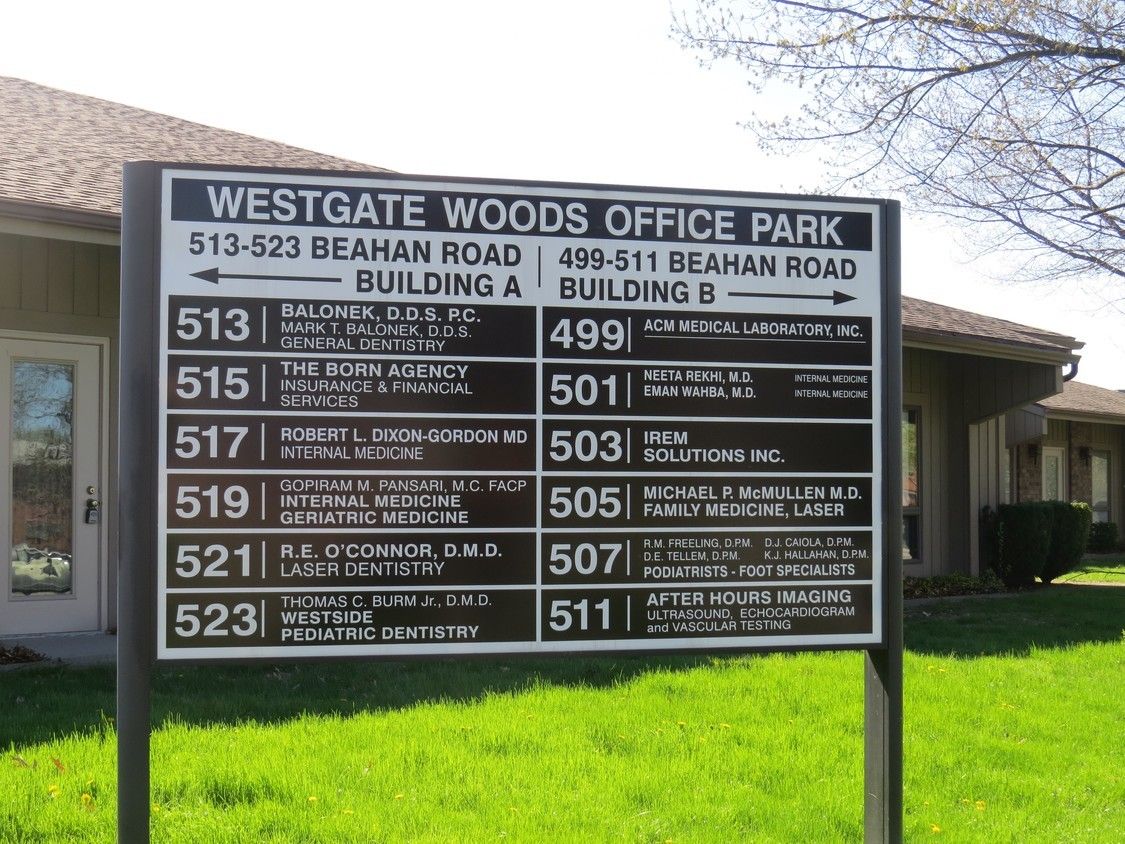 WESTGATE WOODS OFFICE PARK
513-523 BEAHAN ROAD
BUILDING A
499-511 BEAHAN ROAD
BUILDING B
513
BALONEK, D.D.S. P.C.
MARK T. BALONEK, D.D.S.
GENERAL DENTISTRY
515
THE BORN AGENCY
INSURANCE & FINANCIAL
SERVICES
517
ROBERT L. DIXON-GORDON MD
INTERNAL MEDICINE
519
GOPIRAM M. PANSARI, M.C. FACP
INTERNAL MEDICINE
GERIATRIC MEDICINE
521
R.E. O'CONNOR, D.M.D.
LASER DENTISTRY
523
THOMAS C. BURM Jr., D.M.D.
WESTSIDE
PEDIATRIC DENTISTRY
499
ACM MEDICAL LABORATORY, INC.
501
NEETA REKHI, M.D. INTERNAL MEDICINE
EMAN WAHBA, M.D. INTERNAL MEDICINE
503
IREM
SOLUTIONS INC.
505
MICHAEL P. McMULLEN M.D.
FAMILY MEDICINE, LASER
507
R.M. FREELING, D.P.M. D.J. CAIOLA, D.P.M.
D.E. TELLEM, D.P.M. K.J. HALLAHAN, D.P.M.
PODIATRISTS - FOOT SPECIALISTS
511
AFTER HOURS IMAGING
ULTRASOUND, ECHOCARDIOGRAM
and VASCULAR TESTING